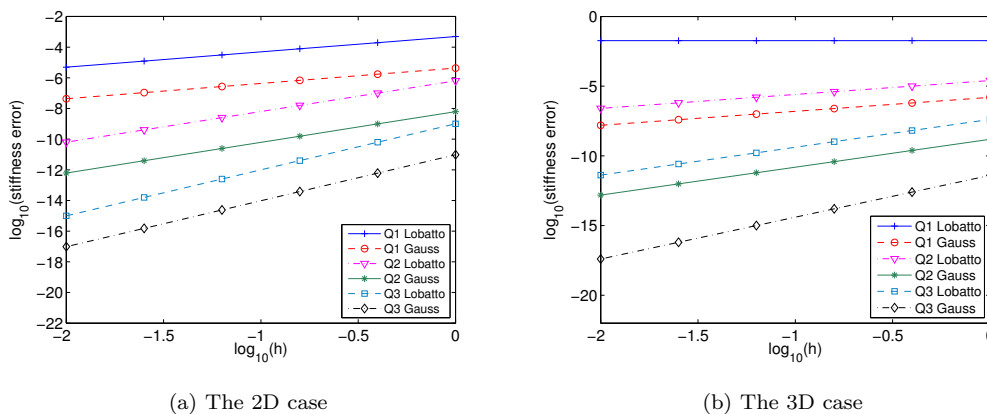 −2
−4
−6
−8
−10
−12
−14
−16
−18
−20
−22
log10(stiffness error)
−2
−1.5
−1
−0.5
0
log10(h)
Q1 Lobatto
Q1 Gauss
Q2 Lobatto
Q2 Gauss
Q3 Lobatto
Q3 Gauss
(a) The 2D case
0
−5
−10
−15
−20
log10(stiffness error)
−2
−1.5
−1
−0.5
0
log10(h)
Q1 Lobatto
Q1 Gauss
Q2 Lobatto
Q2 Gauss
Q3 Lobatto
Q3 Gauss
(b) The 3D case